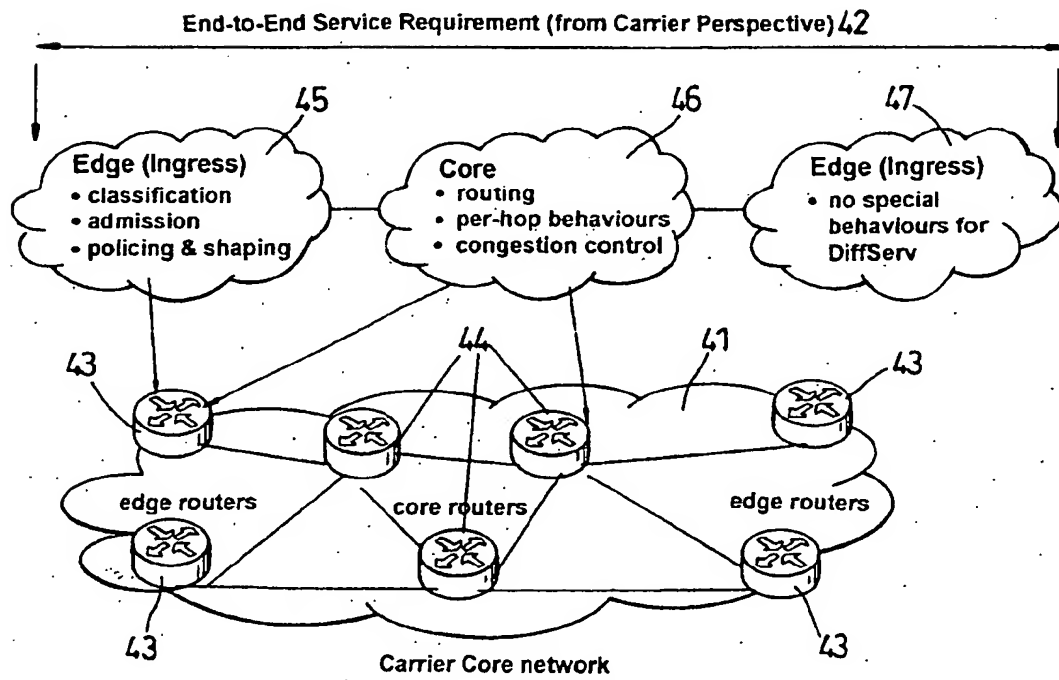 End-to-End Service Requirement (from Carrier Perspective) 42
45
46
47
Edge (Ingress)
• classification
• admission
• policing & shaping
Core
• routing
• per-hop behaviours
• congestion control
Edge (Ingress)
• no special
behaviours for
DiffServ
43
44
41
43
edge routers
core routers
edge routers
43
43
Carrier Core network